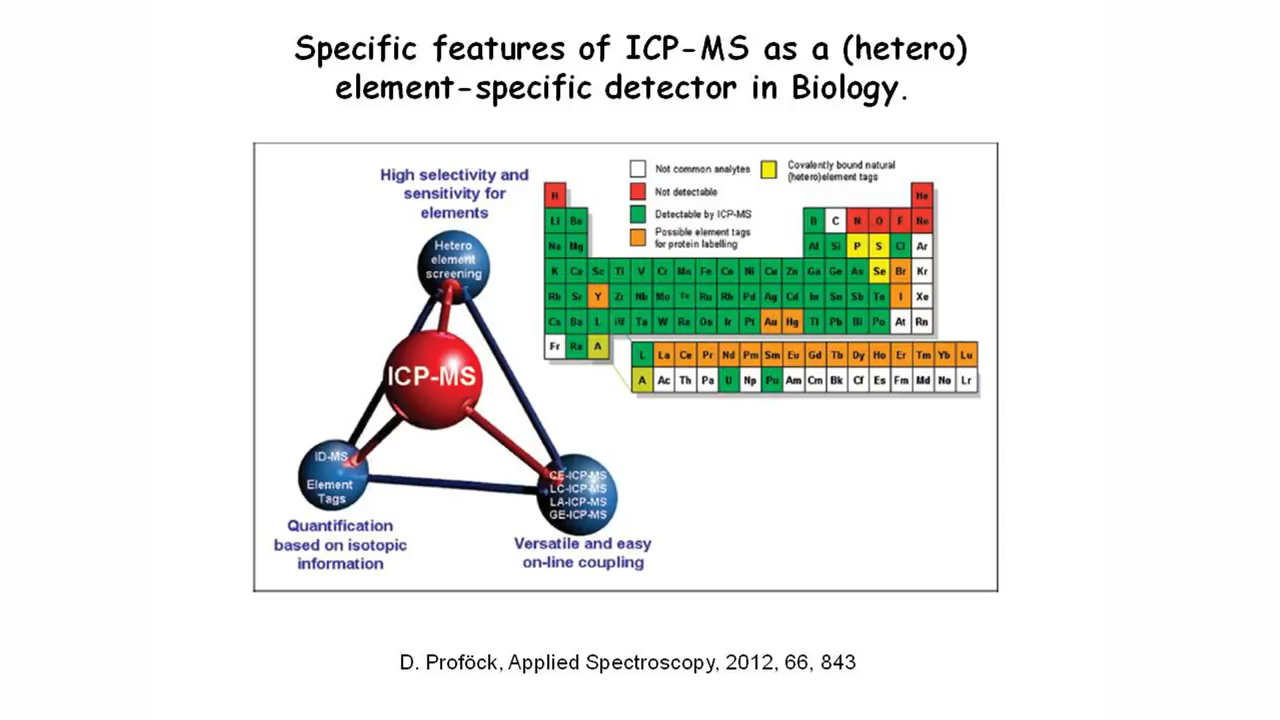 Specific features of ICP-MS as a (hetero)
element-specific detector in Biology.
High selectivity and
sensitivity for
elements
Hetero
element
screening
ICP-MS
ID-MS
Element
Tags
Quantification
based on isotopic
information
CE-ICP-MS
LC-ICP-MS
LA-ICP-MS
GE-ICP-MS
Versatile and easy
on-line coupling
Not common analytes
Not detectable
Detectable by ICP-MS
Possible element tags
for protein labelling
Covalently bound natural
(hetero)element tags
H He
Li Be B C N O F Ne
Na Mg Al Si P S Cl Ar
K Ca Sc Ti V Cr Mn Fe Co Ni Cu Zn Ga Ge As Se Br Kr
Rb Sr Y Zr Nb Mo Tc Ru Rh Pd Ag Cd In Sn Sb Te I Xe
Cs Ba L Hf Ta W Re Os Ir Pt Au Hg Tl Pb Bi Po At Rn
Fr Ra A
L La Ce Pr Nd Pm Sm Eu Gd Tb Dy Ho Er Tm Yb Lu
A Ac Th Pa U Np Pu Am Cm Bk Cf Es Fm Md No Lr
D. Proföck, Applied Spectroscopy, 2012, 66, 843